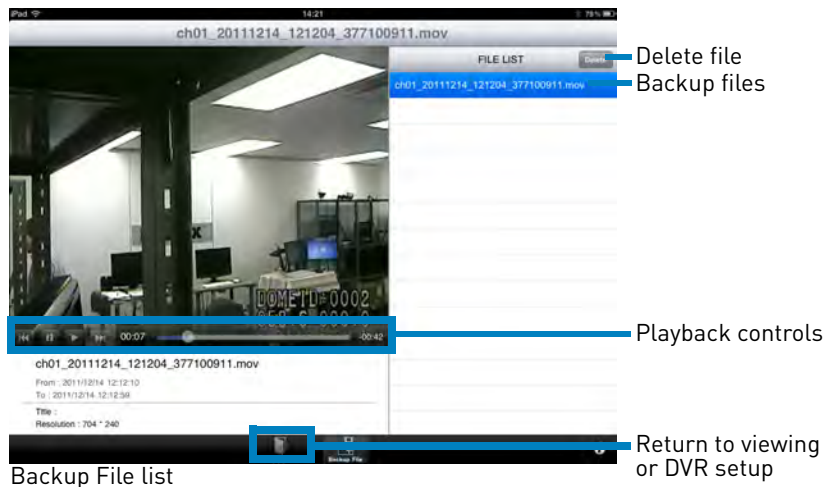 iPad 14:21 79%
ch01_20111214_121204_377100911.mov
FILE LIST Delete
Delete file
ch01_20111214_121204_377100911.mov
Backup files
DOMEID:0002
00:07 -00:42
Playback controls
ch01_20111214_121204_377100911.mov
From : 2011/12/14 12:12:10
To : 2011/12/14 12:12:59
Title :
Resolution : 704 * 240
Backup File
Return to viewing
or DVR setup
Backup File list